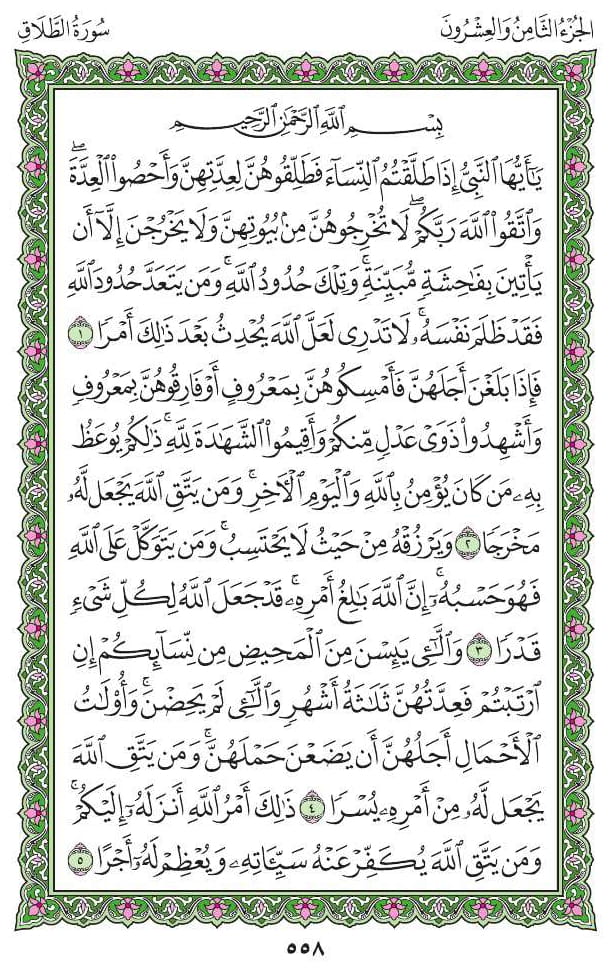 الجُزْءُ الثَّامِنُ وَالعِشْرُونَ
سُورَةُ الطَّلَاقِ
بِسْمِ ٱللَّهِ ٱلرَّحْمَٰنِ ٱلرَّحِيمِ
يَٰٓأَيُّهَا ٱلنَّبِىُّ إِذَا طَلَّقْتُمُ ٱلنِّسَآءَ فَطَلِّقُوهُنَّ لِعِدَّتِهِنَّ وَأَحْصُوا۟ ٱلْعِدَّةَۖ
وَٱتَّقُوا۟ ٱللَّهَ رَبَّكُمْۖ لَا تُخْرِجُوهُنَّ مِنۢ بُيُوتِهِنَّ وَلَا يَخْرُجْنَ إِلَّآ أَن
يَأْتِينَ بِفَٰحِشَةٍ مُّبَيِّنَةٍۚ وَتِلْكَ حُدُودُ ٱللَّهِۚ وَمَن يَتَعَدَّ حُدُودَ ٱللَّهِ
فَقَدْ ظَلَمَ نَفْسَهُۥۚ لَا تَدْرِى لَعَلَّ ٱللَّهَ يُحْدِثُ بَعْدَ ذَٰلِكَ أَمْرًا ١
فَإِذَا بَلَغْنَ أَجَلَهُنَّ فَأَمْسِكُوهُنَّ بِمَعْرُوفٍ أَوْ فَارِقُوهُنَّ بِمَعْرُوفٍ
وَأَشْهِدُوا۟ ذَوَىْ عَدْلٍ مِّنكُمْ وَأَقِيمُوا۟ ٱلشَّهَٰدَةَ لِلَّهِۚ ذَٰلِكُمْ يُوعَظُ
بِهِۦ مَن كَانَ يُؤْمِنُ بِٱللَّهِ وَٱلْيَوْمِ ٱلْءَاخِرِۚ وَمَن يَتَّقِ ٱللَّهَ يَجْعَل لَّهُۥ
مَخْرَجًا ٢ وَيَرْزُقْهُ مِنْ حَيْثُ لَا يَحْتَسِبُۚ وَمَن يَتَوَكَّلْ عَلَى ٱللَّهِ
فَهُوَ حَسْبُهُۥٓۚ إِنَّ ٱللَّهَ بَٰلِغُ أَمْرِهِۦۚ قَدْ جَعَلَ ٱللَّهُ لِكُلِّ شَىْءٍ
قَدْرًا ٣ وَٱلَّٰٓـِٔى يَئِسْنَ مِنَ ٱلْمَحِيضِ مِن نِّسَآئِكُمْ إِنِ
ٱرْتَبْتُمْ فَعِدَّتُهُنَّ ثَلَٰثَةُ أَشْهُرٍ وَٱلَّٰٓـِٔى لَمْ يَحِضْنَۚ وَأُو۟لَٰتُ
ٱلْأَحْمَالِ أَجَلُهُنَّ أَن يَضَعْنَ حَمْلَهُنَّۚ وَمَن يَتَّقِ ٱللَّهَ
يَجْعَل لَّهُۥ مِنْ أَمْرِهِۦ يُسْرًا ٤ ذَٰلِكَ أَمْرُ ٱللَّهِ أَنزَلَهُۥٓ إِلَيْكُمْۚ
وَمَن يَتَّقِ ٱللَّهَ يُكَفِّرْ عَنْهُ سَيِّـَٔاتِهِۦ وَيُعْظِمْ لَهُۥٓ أَجْرًا ٥
٥٥٨